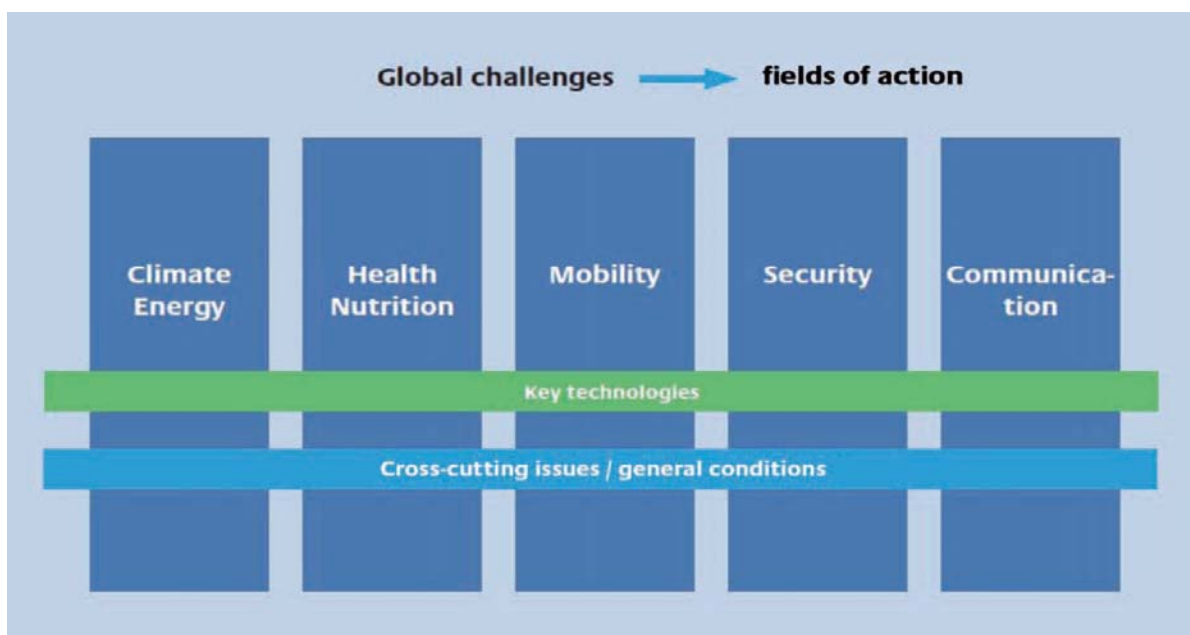 Global challenges fields of action
Climate
Energy
Health
Nutrition
Mobility
Security
Communica-
tion
Key technologies
Cross-cutting issues / general conditions